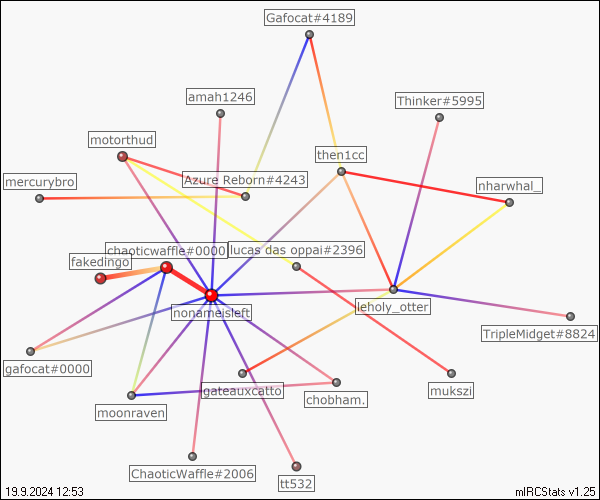 Gafocat#4189
amah1246
Thinker#5995
motorthud
then1cc
mercurybro
Azure Reborn#4243
nharwhal_
chaoticwaffle#0000
lucas das oppai#2396
fakedingo
nonameisleft
leholy_otter
TripleMidget#8824
gafocat#0000
gateauxcatto
mukszi
chobham.
moonraven
ChaoticWaffle#2006
tt532
19.9.2024 12:53
mIRCStats v1.25